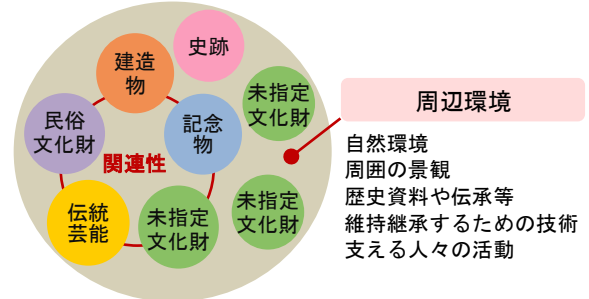 史跡
建造
物
未指定
文化財
民俗
文化財
記念
物
関連性
伝統
芸能
未指定
文化財
未指定
文化財
周辺環境
自然環境
周囲の景観
歴史資料や伝承等
維持継承するための技術
支える人々の活動